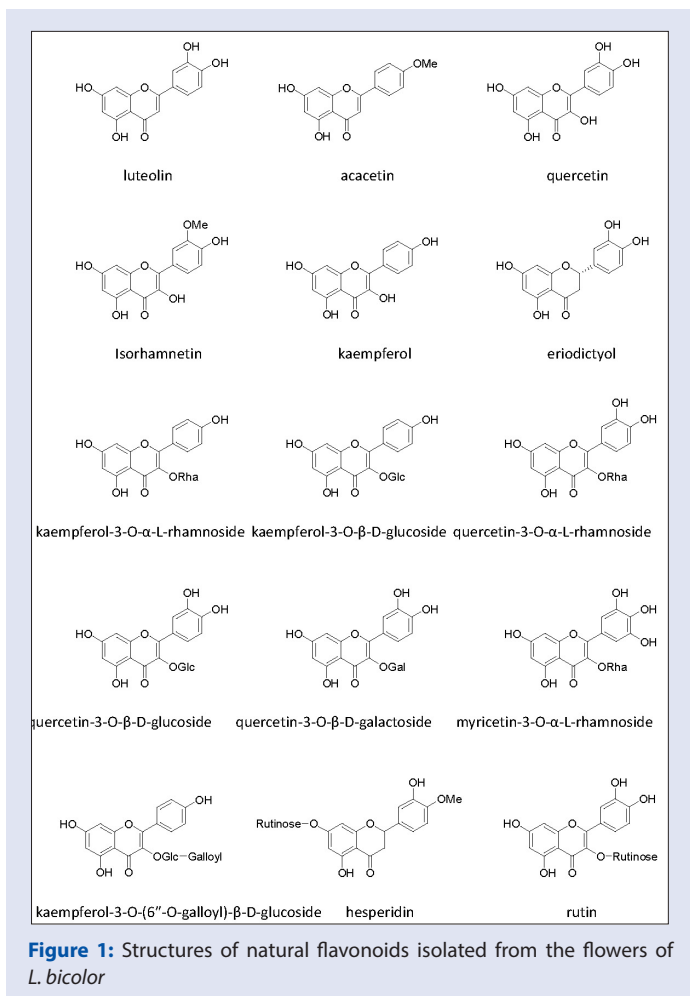 OH
OH
HO
O
OH
O
luteolin
OMe
HO
O
OH
O
acacetin
OH
OH
HO
O
OH
OH
O
quercetin
OMe
OH
HO
O
OH
OH
O
Isorhamnetin
OH
HO
O
OH
OH
O
kaempferol
OH
OH
HO
O
OH
O
eriodictyol
OH
HO
O
ORha
OH
O
kaempferol-3-O-α-L-rhamnoside
OH
HO
O
OGlc
OH
O
kaempferol-3-O-β-D-glucoside
OH
OH
HO
O
ORha
OH
O
quercetin-3-O-α-L-rhamnoside
OH
OH
HO
O
OGlc
OH
O
quercetin-3-O-β-D-glucoside
OH
OH
HO
O
OGal
OH
O
quercetin-3-O-β-D-galactoside
OH
OH
OH
HO
O
ORha
OH
O
myricetin-3-O-α-L-rhamnoside
OH
HO
O
OGlc–Galloyl
OH
O
kaempferol-3-O-(6″-O-galloyl)-β-D-glucoside
OH
OMe
Rutinose–O
O
OH
O
hesperidin
OH
OH
HO
O
O–Rutinose
OH
O
rutin
Figure 1: Structures of natural flavonoids isolated from the flowers of
L. bicolor